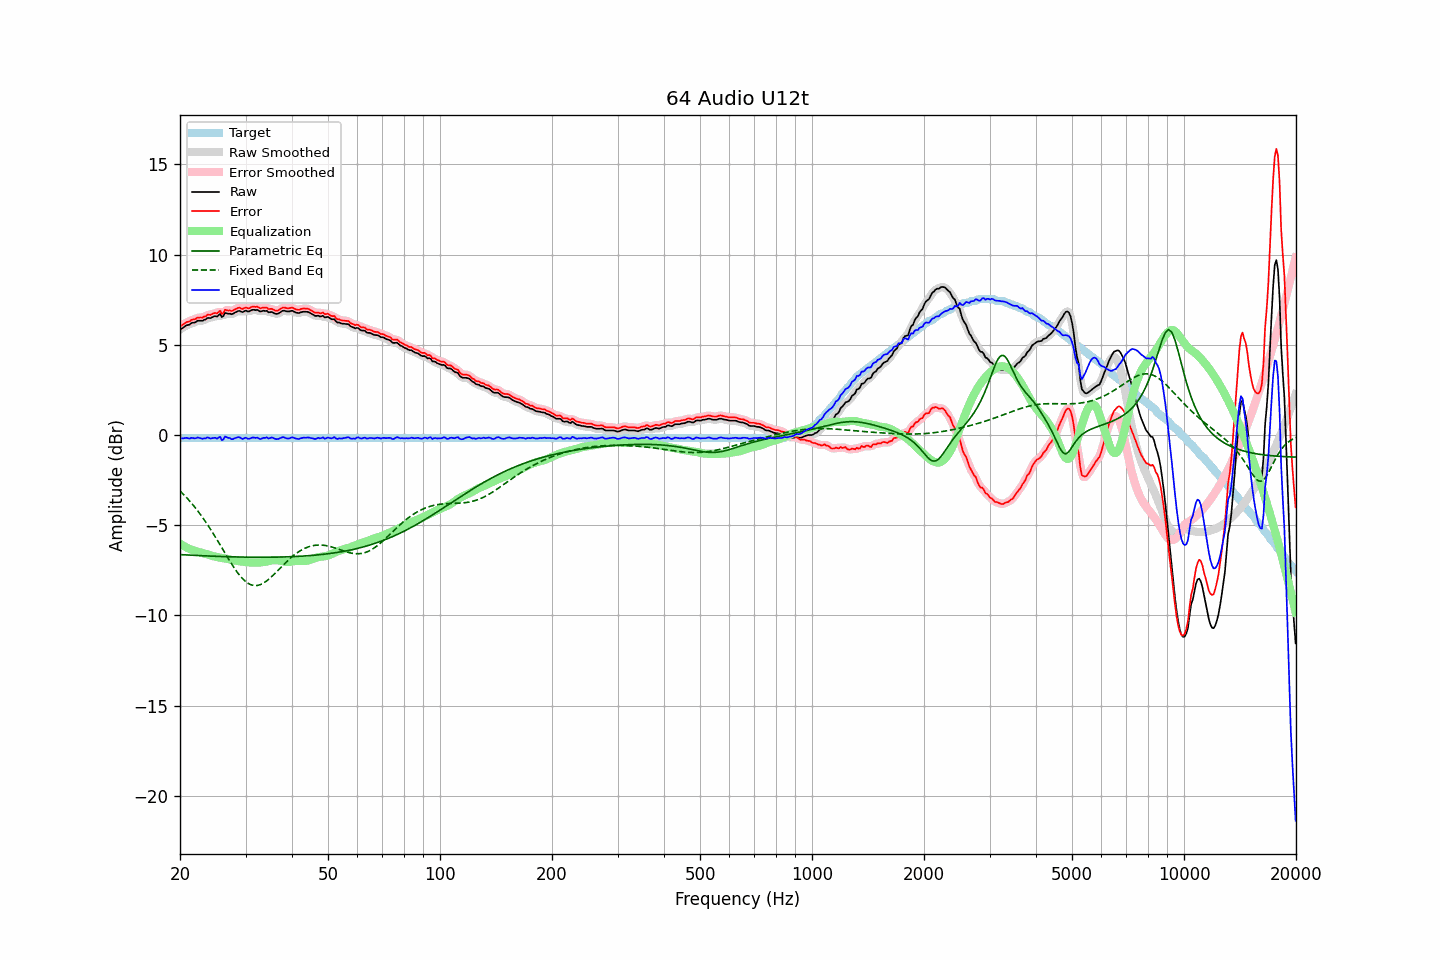 64 Audio U12t
Target
Raw Smoothed
Error Smoothed
Raw
Error
Equalization
Parametric Eq
Fixed Band Eq
Equalized
15
10
5
0
−5
−10
−15
−20
Amplitude (dBr)
20
50
100
200
500
1000
2000
5000
10000
20000
Frequency (Hz)